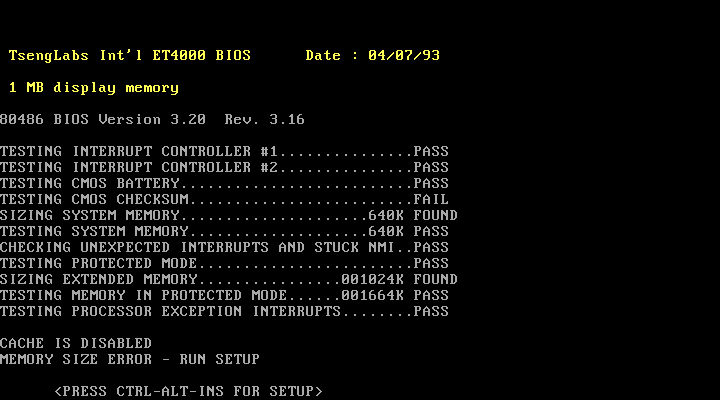 TsengLabs Int'l ET4000 BIOS      Date : 04/07/93
1 MB display memory
80486 BIOS Version 3.20  Rev. 3.16
TESTING INTERRUPT CONTROLLER #1...............PASS
TESTING INTERRUPT CONTROLLER #2...............PASS
TESTING CMOS BATTERY..........................PASS
TESTING CMOS CHECKSUM.........................FAIL
SIZING SYSTEM MEMORY.....................640K FOUND
TESTING SYSTEM MEMORY....................640K PASS
CHECKING UNEXPECTED INTERRUPTS AND STUCK NMI..PASS
TESTING PROTECTED MODE........................PASS
SIZING EXTENDED MEMORY................001024K FOUND
TESTING MEMORY IN PROTECTED MODE......001664K PASS
TESTING PROCESSOR EXCEPTION INTERRUPTS........PASS
CACHE IS DISABLED
MEMORY SIZE ERROR - RUN SETUP
<PRESS CTRL-ALT-INS FOR SETUP>